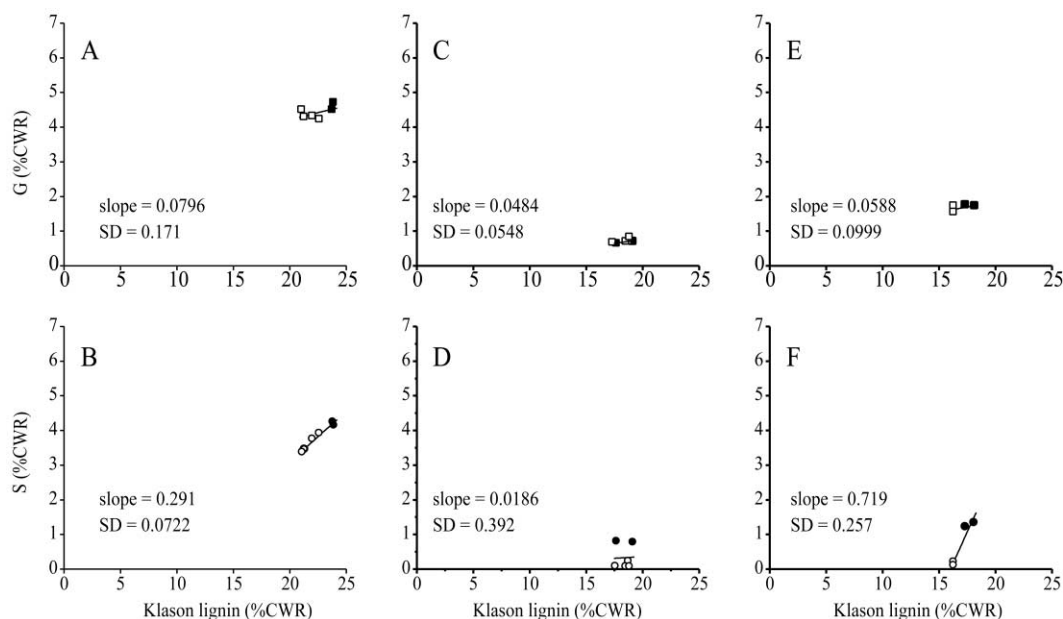 A
G (%CWR)
7
6
5
4
3
2
1
0
slope = 0.0796
SD = 0.171
0 5 10 15 20 25
C
7
6
5
4
3
2
1
0
slope = 0.0484
SD = 0.0548
0 5 10 15 20 25
E
7
6
5
4
3
2
1
0
slope = 0.0588
SD = 0.0999
0 5 10 15 20 25
B
S (%CWR)
7
6
5
4
3
2
1
0
slope = 0.291
SD = 0.0722
0 5 10 15 20 25
Klason lignin (%CWR)
D
7
6
5
4
3
2
1
0
slope = 0.0186
SD = 0.392
0 5 10 15 20 25
Klason lignin (%CWR)
F
7
6
5
4
3
2
1
0
slope = 0.719
SD = 0.257
0 5 10 15 20 25
Klason lignin (%CWR)